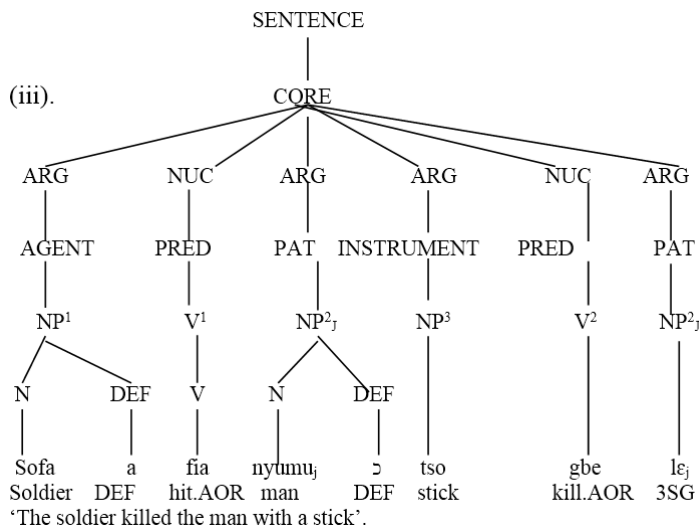 SENTENCE
(iii). CORE
ARG NUC ARG ARG NUC ARG
AGENT PRED PAT INSTRUMENT PRED PAT
NP¹ V¹ NP²J NP³ V² NP²J
N DEF V N DEF
Sofa a fia nyumuj ɔ tso gbe lɛj
Soldier DEF hit.AOR man DEF stick kill.AOR 3SG
‘The soldier killed the man with a stick’.